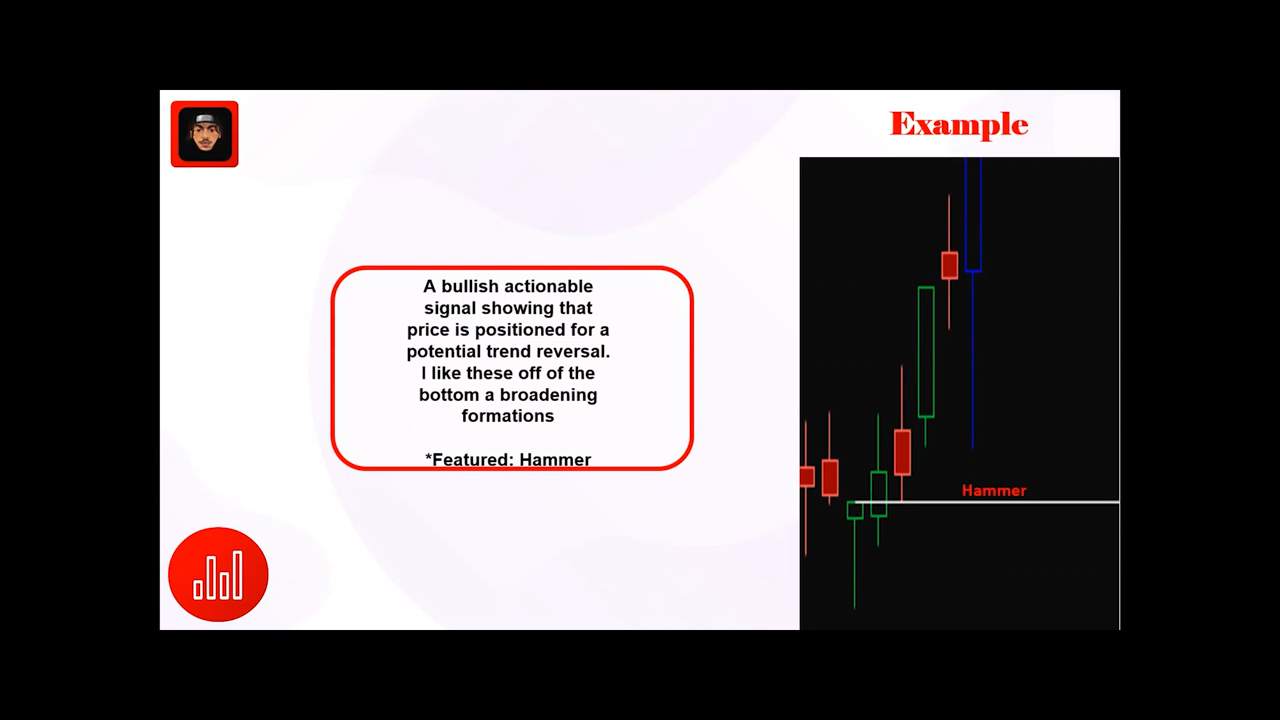 Example
A bullish actionable
signal showing that
price is positioned for a
potential trend reversal.
I like these off of the
bottom a broadening
formations
*Featured: Hammer
Hammer